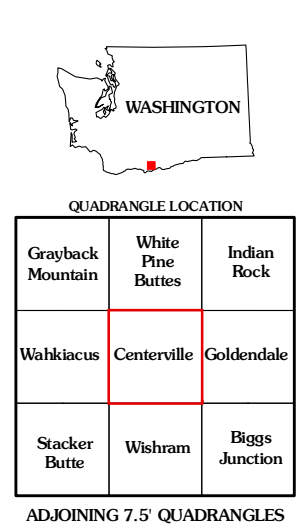 WASHINGTON
QUADRANGLE LOCATION
Grayback
Mountain
White
Pine
Buttes
Indian
Rock
Wahkiacus
Centerville
Goldendale
Stacker
Butte
Wishram
Biggs
Junction
ADJOINING 7.5' QUADRANGLES